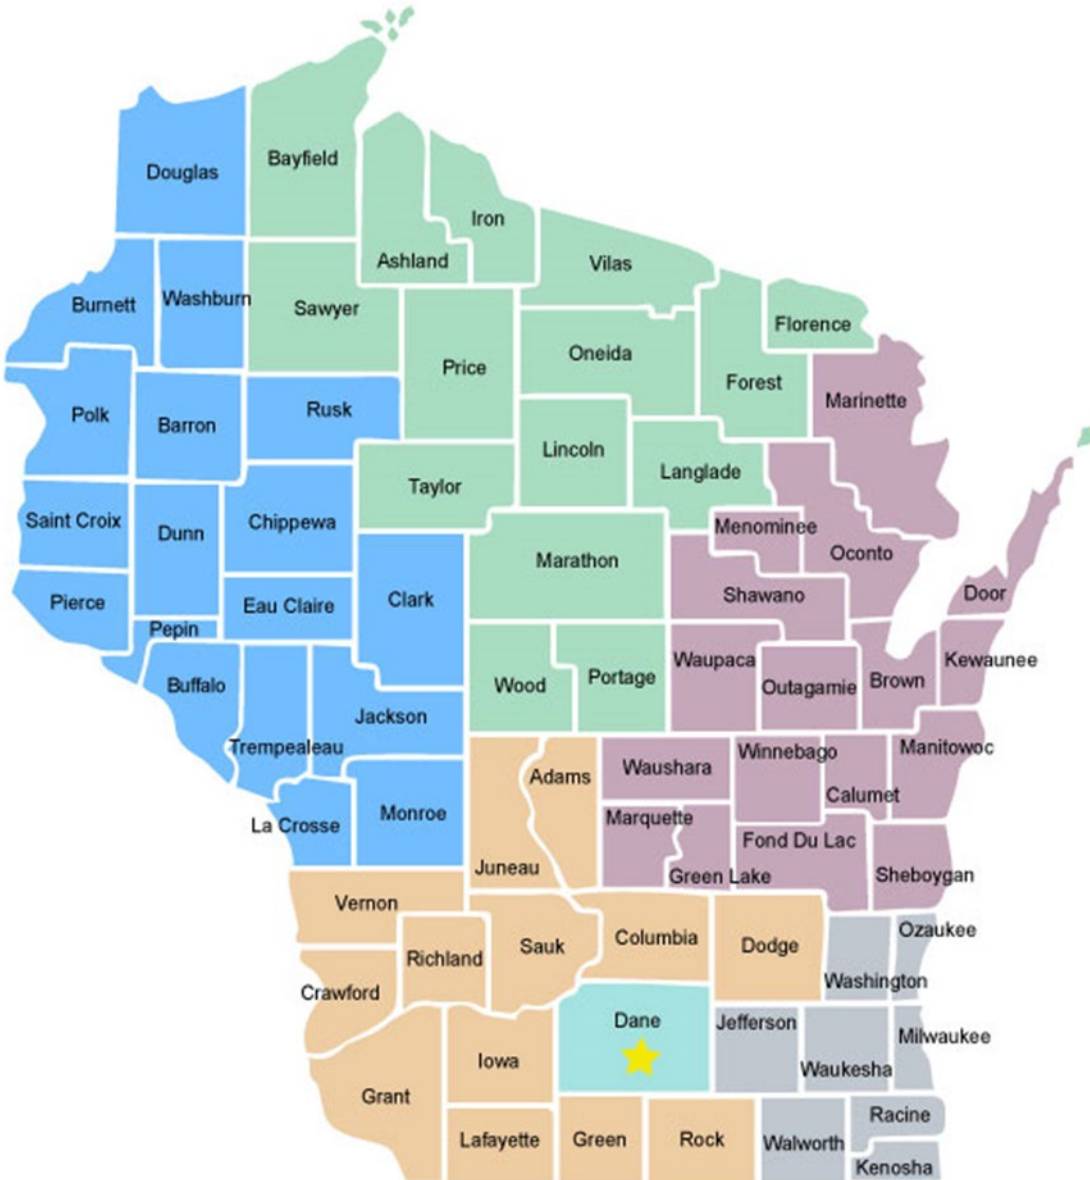 Bayfield
Douglas
Iron
Ashland
Vilas
Burnett
Washburn
Sawyer
Florence
Oneida
Price
Forest
Marinette
Rusk
Polk
Barron
Lincoln
Langlade
Taylor
Saint Croix
Chippewa
Menominee
Dunn
Oconto
Marathon
Door
Shawano
Clark
Pierce
Eau Claire
Pepin
Waupaca
Kewaunee
Portage
Brown
Buffalo
Wood
Outagamie
Jackson
Trempealeau
Manitowoc
Winnebago
Waushara
Adams
Calumet
Monroe
Marquette
La Crosse
Fond Du Lac
Juneau
Green Lake
Sheboygan
Vernon
Ozaukee
Columbia
Dodge
Sauk
Richland
Washington
Crawford
Dane
Jefferson
Milwaukee
Iowa
Waukesha
Grant
Racine
Lafayette
Green
Rock
Walworth
Kenosha